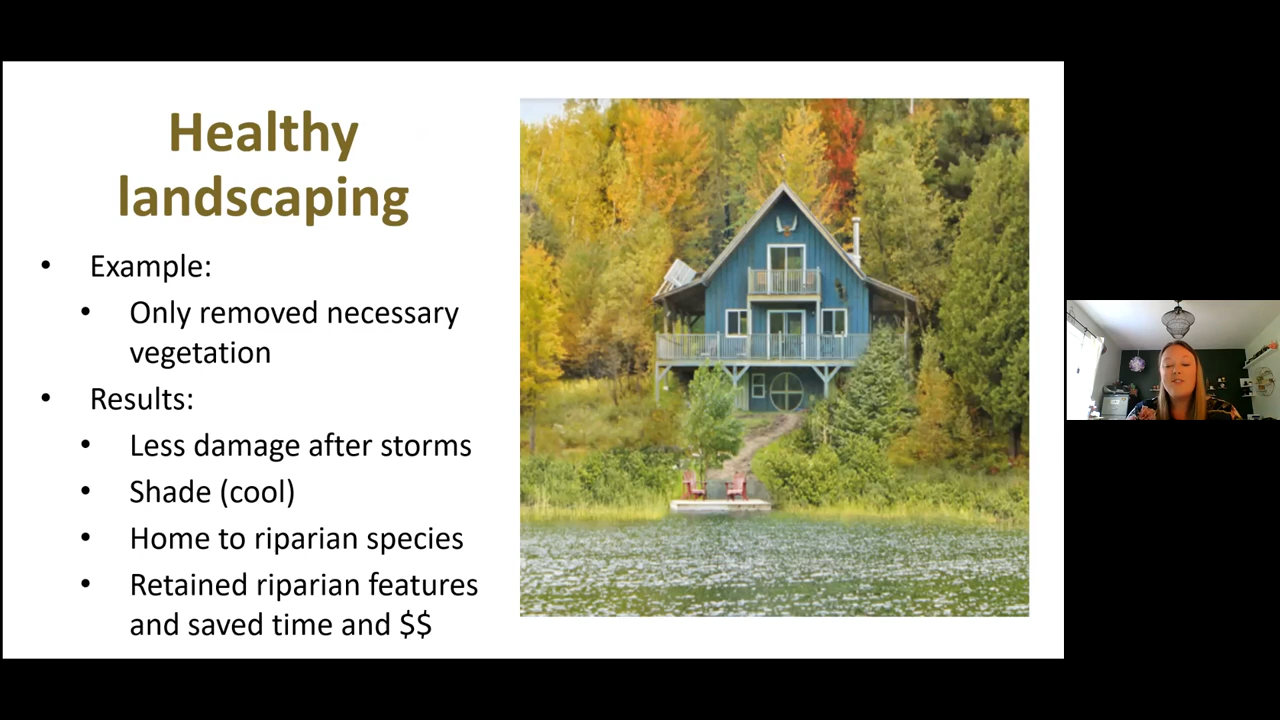 Healthy
landscaping
• Example:
• Only removed necessary
vegetation
• Results:
• Less damage after storms
• Shade (cool)
• Home to riparian species
• Retained riparian features
and saved time and $$